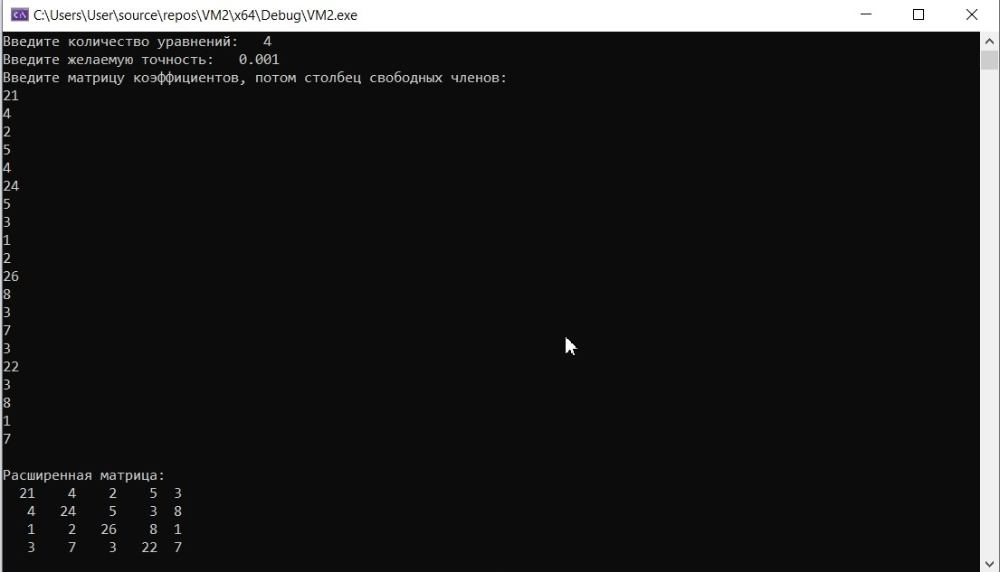 C:\Users\User\source\repos\VM2\x64\Debug\VM2.exe
Введите количество уравнений:   4
Введите желаемую точность:   0.001
Введите матрицу коэффициентов, потом столбец свободных членов:
21
4
2
5
4
24
5
3
1
2
26
8
3
7
3
22
3
8
1
7
Расширенная матрица:
21    4    2    5  3
4   24    5    3  8
1    2   26    8  1
3    7    3   22  7